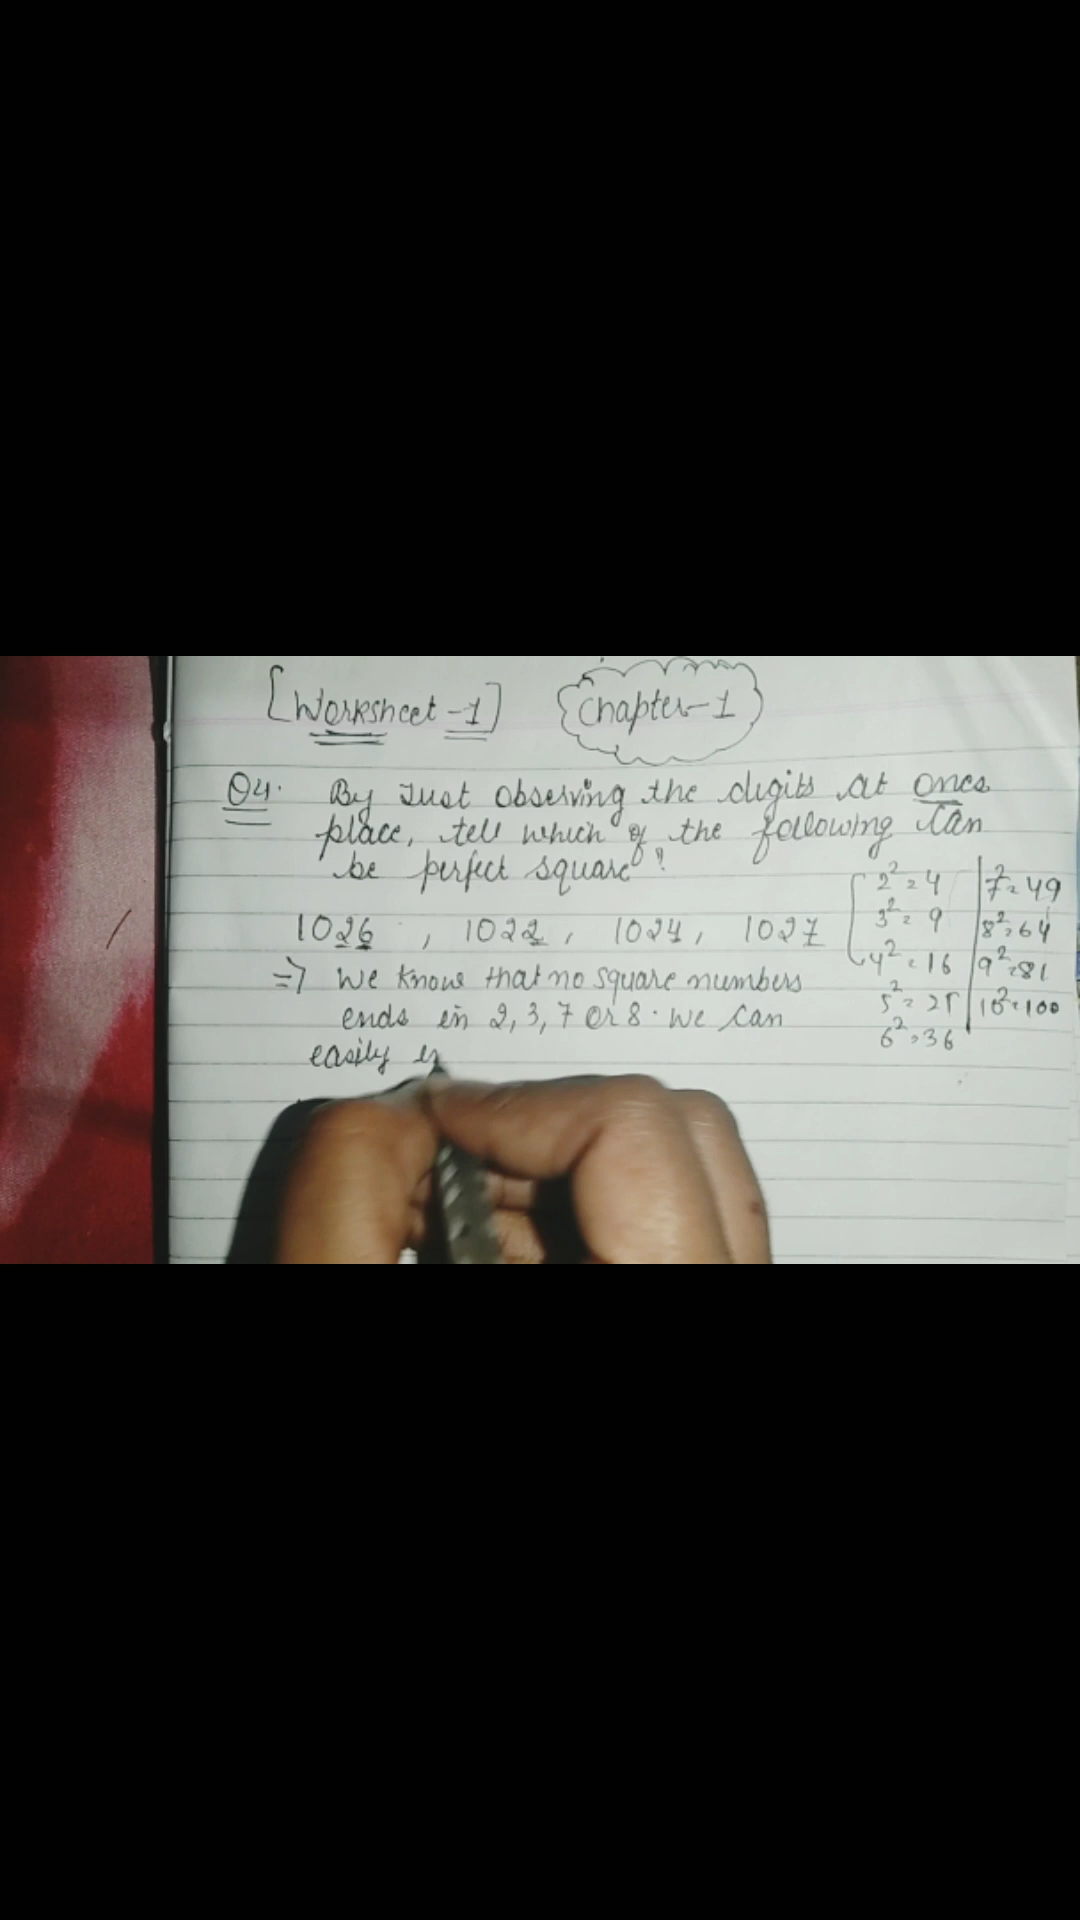 [Worksheet-1] Chapter-1
Q4. By Just observing the digits at ones
place, tell which of the following can
be perfect square?
1026 , 1022 , 1024 , 1027
=> We know that no square numbers
ends in 2, 3, 7 or 8. We can
easily
2²=4
3²=9
4²=16
5²=25
6²=36
7²=49
8²=64
9²=81
10²=100